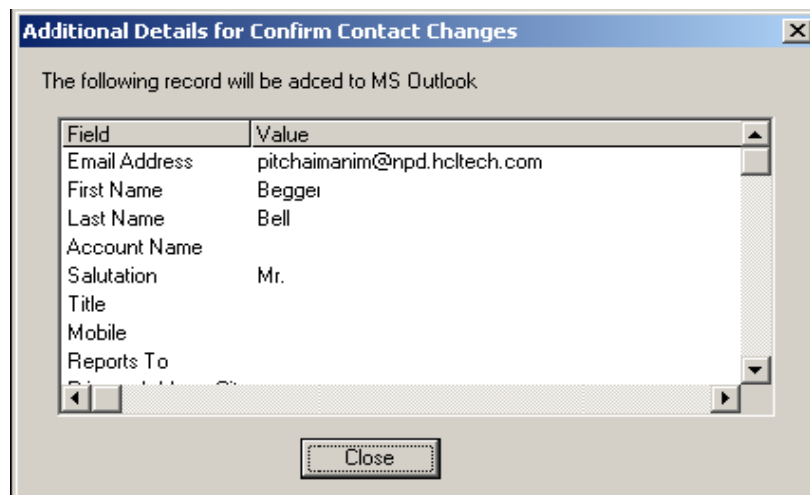 Additional Details for Confirm Contact Changes
The following record will be adced to MS Outlook
Field Value
Email Address pitchaimanim@npd.hcltech.com
First Name Begger
Last Name Bell
Account Name
Salutation Mr.
Title
Mobile
Reports To
Close